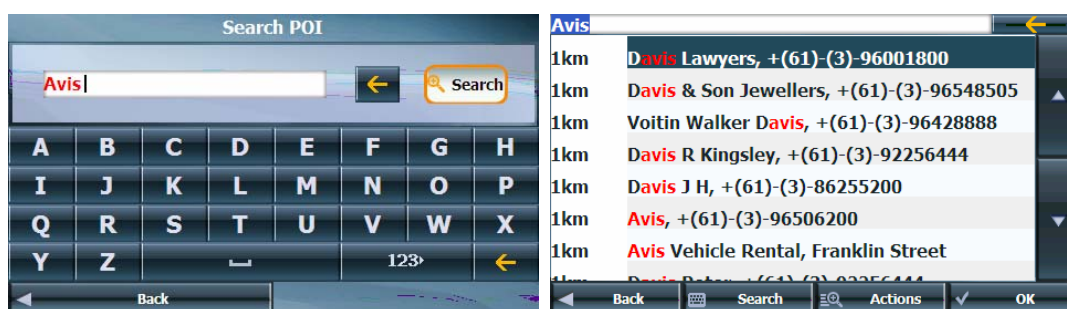 Search POI
Avis
Search
A B C D E F G H
I J K L M N O P
Q R S T U V W X
Y Z 123
Back
Avis
1km Davis Lawyers, +(61)-(3)-96001800
1km Davis & Son Jewellers, +(61)-(3)-96548505
1km Voitin Walker Davis, +(61)-(3)-96428888
1km Davis R Kingsley, +(61)-(3)-92256444
1km Davis J H, +(61)-(3)-86255200
1km Avis, +(61)-(3)-96506200
1km Avis Vehicle Rental, Franklin Street
Back Search Actions OK